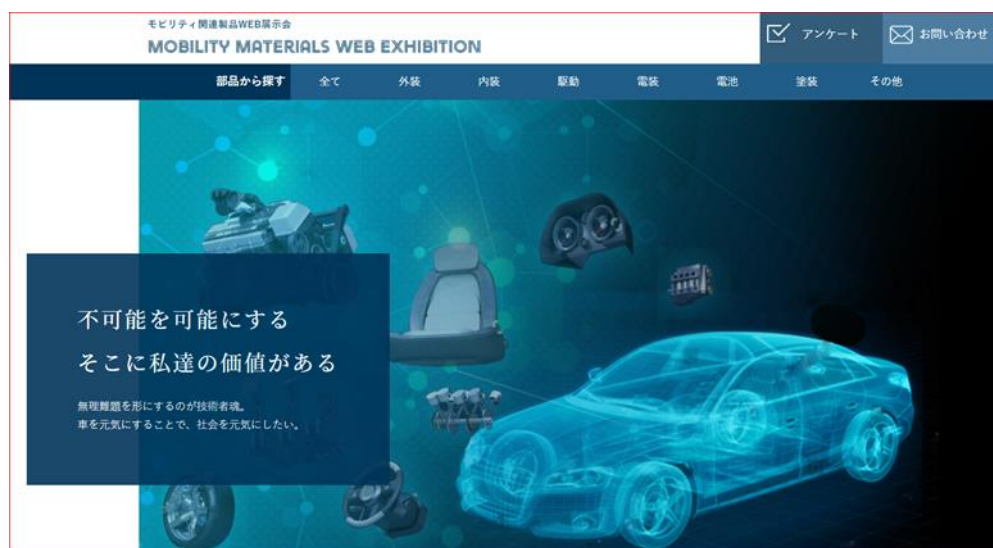 モビリティ関連製品WEB展示会
MOBILITY MATERIALS WEB EXHIBITION
アンケート
お問い合わせ
部品から探す 全て 外装 内装 駆動 電装 電池 塗装 その他
不可能を可能にする
そこに私達の価値がある
無理難題を形にするのが技術者魂。
車を元気にすることで、社会を元気にしたい。